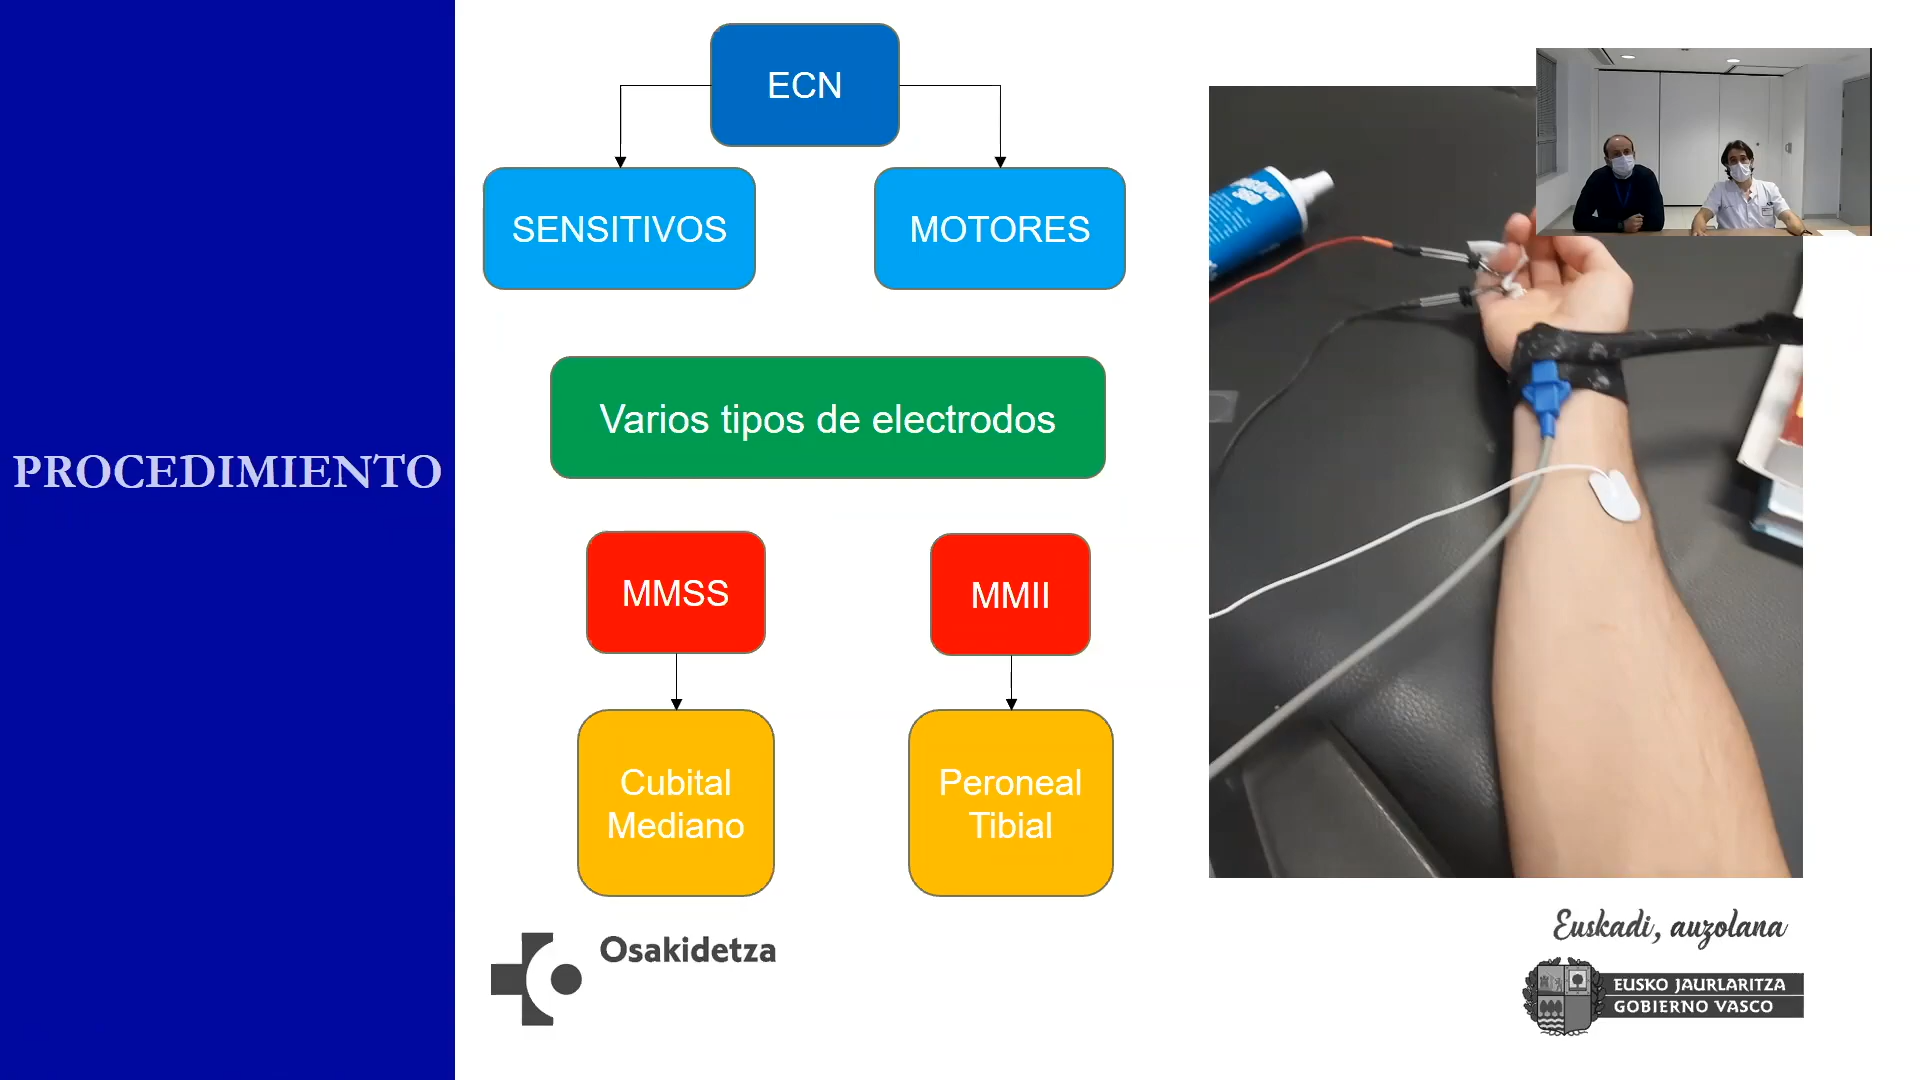 PROCEDIMIENTO
ECN
SENSITIVOS
MOTORES
Varios tipos de electrodos
MMSS
MMII
Cubital
Mediano
Peroneal
Tibial
Osakidetza
Euskadi, auzolana
EUSKO JAURLARITZA
GOBIERNO VASCO